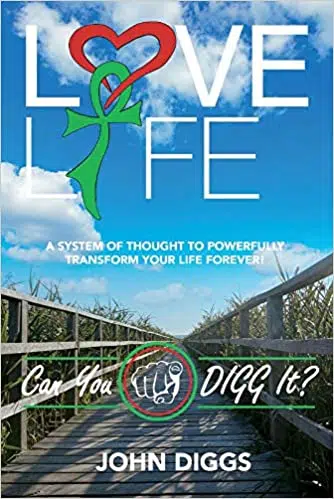 LOVE
LIFE
A SYSTEM OF THOUGHT TO POWERFULLY
TRANSFORM YOUR LIFE FOREVER!
Can You DIGG It?
JOHN DIGGS